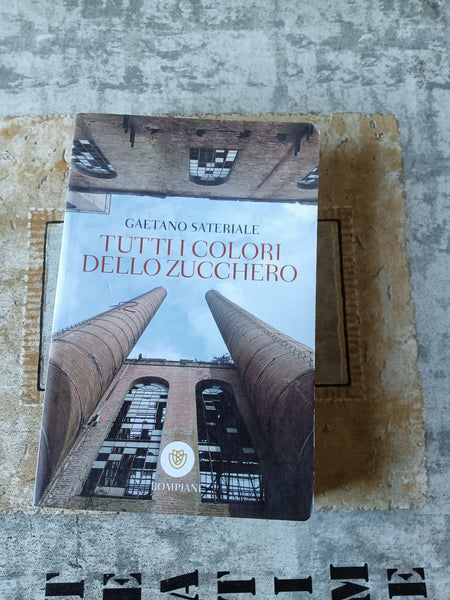 GAETANO SATERIALE
TUTTI I COLORI
DELLO ZUCCHERO
BOMPIANI